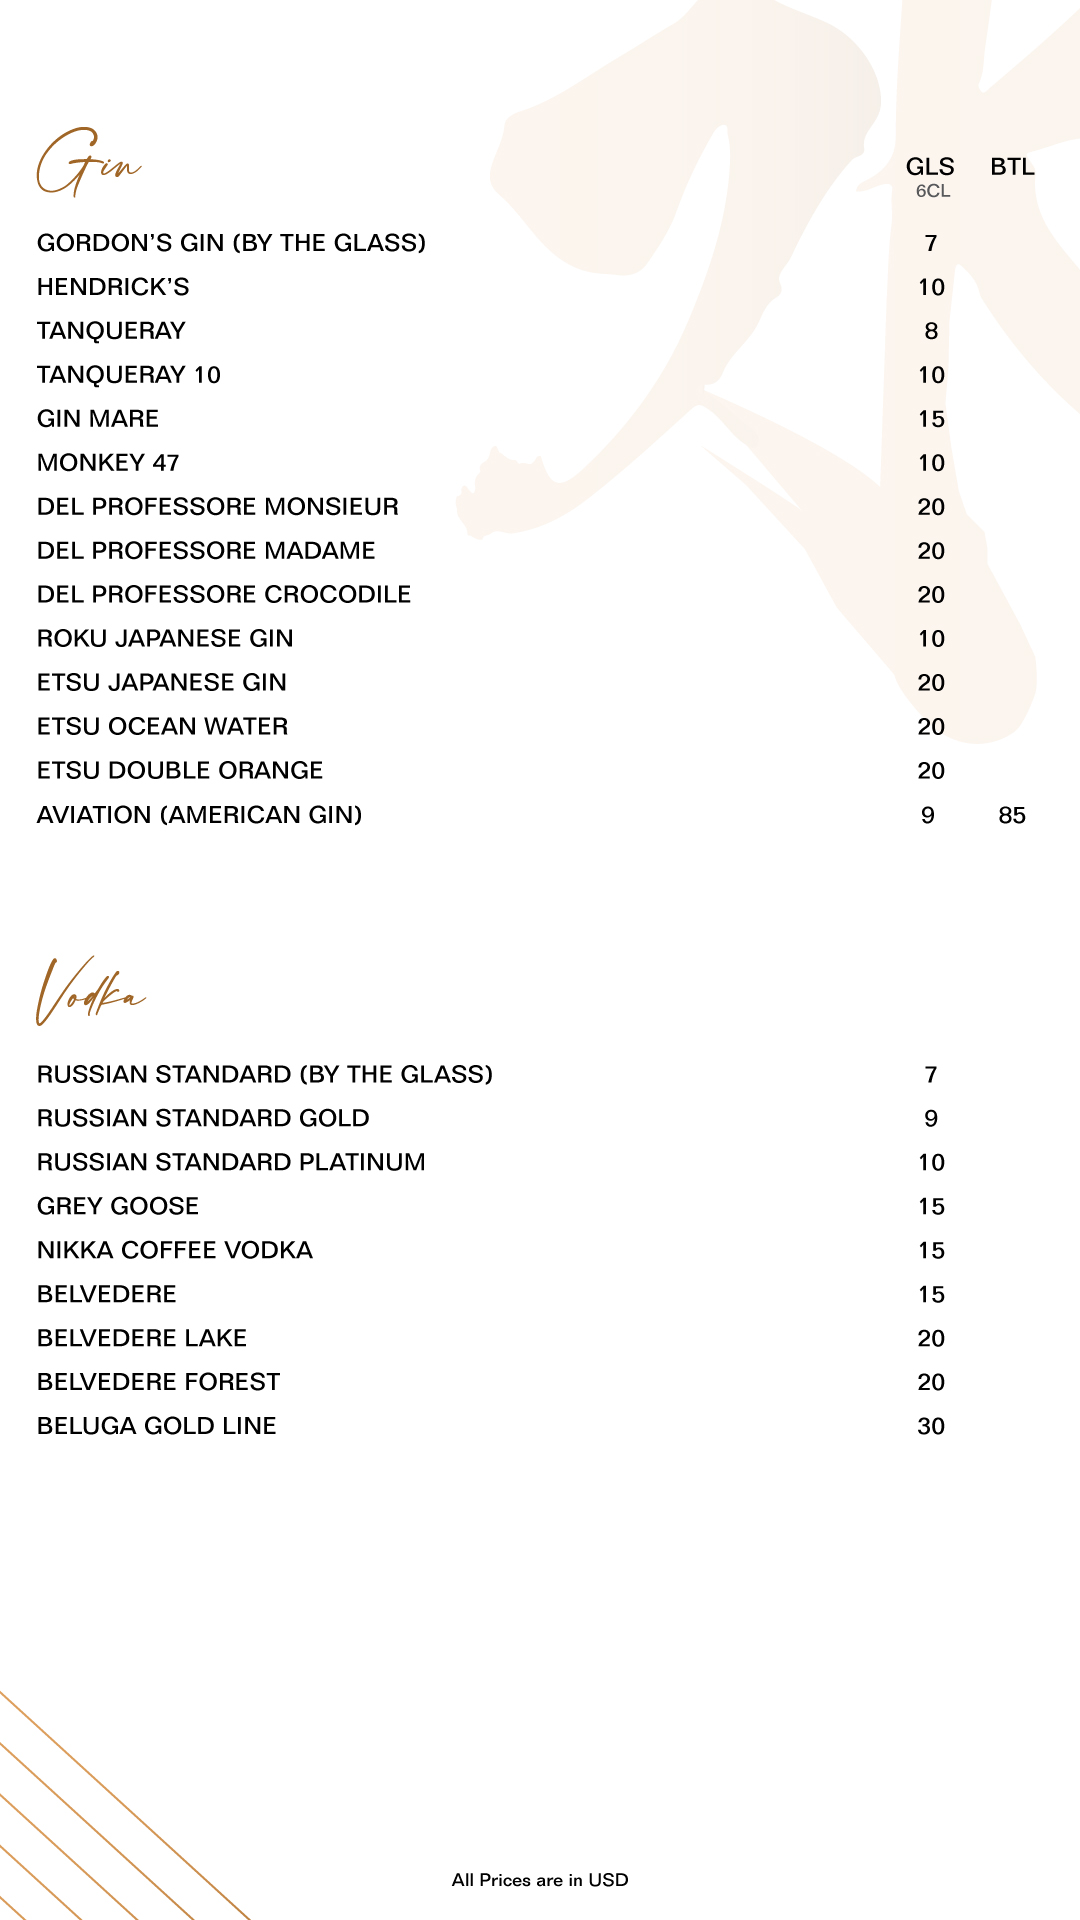 Gin GLS BTL
6CL
GORDON’S GIN (BY THE GLASS) 7
HENDRICK’S 10
TANQUERAY 8
TANQUERAY 10 10
GIN MARE 15
MONKEY 47 10
DEL PROFESSORE MONSIEUR 20
DEL PROFESSORE MADAME 20
DEL PROFESSORE CROCODILE 20
ROKU JAPANESE GIN 10
ETSU JAPANESE GIN 20
ETSU OCEAN WATER 20
ETSU DOUBLE ORANGE 20
AVIATION (AMERICAN GIN) 9 85
Vodka
RUSSIAN STANDARD (BY THE GLASS) 7
RUSSIAN STANDARD GOLD 9
RUSSIAN STANDARD PLATINUM 10
GREY GOOSE 15
NIKKA COFFEE VODKA 15
BELVEDERE 15
BELVEDERE LAKE 20
BELVEDERE FOREST 20
BELUGA GOLD LINE 30
All Prices are in USD